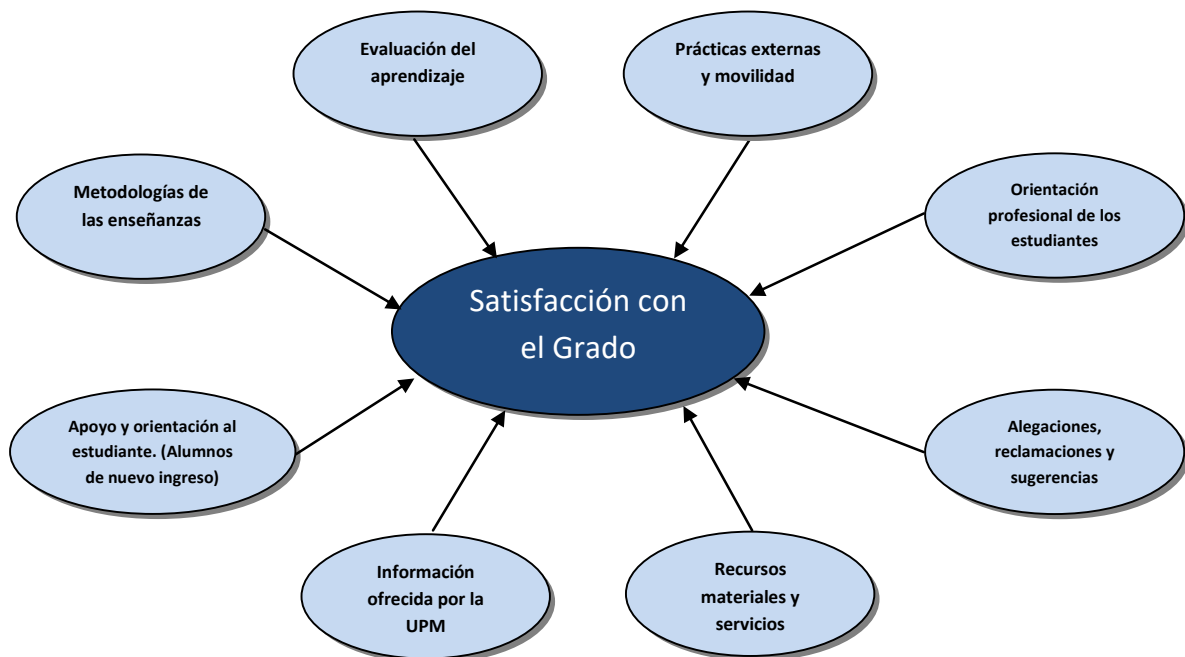 Evaluación del
aprendizaje
Prácticas externas
y movilidad
Metodologías de
las enseñanzas
Orientación
profesional de los
estudiantes
Satisfacción con
el Grado
Apoyo y orientación al
estudiante. (Alumnos
de nuevo ingreso)
Alegaciones,
reclamaciones y
sugerencias
Información
ofrecida por la
UPM
Recursos
materiales y
servicios